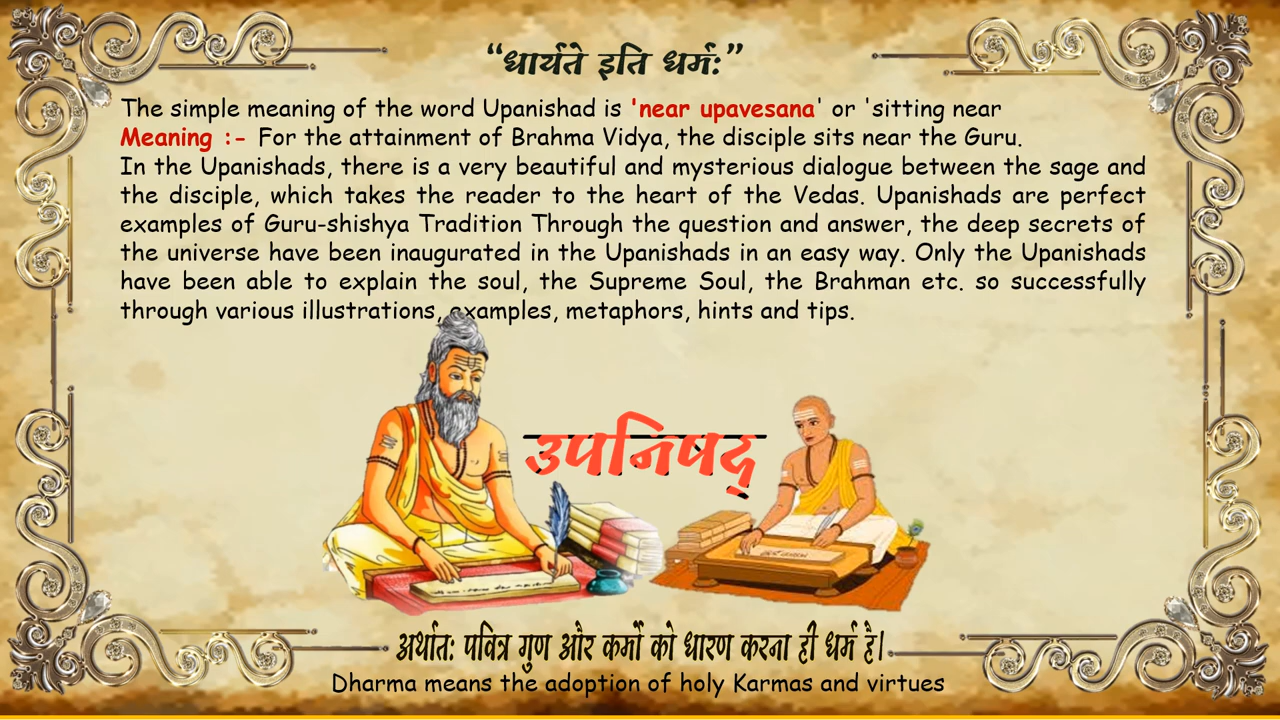 “धार्यते इति धर्मः”
The simple meaning of the word Upanishad is 'near upavesana' or 'sitting near
Meaning :- For the attainment of Brahma Vidya, the disciple sits near the Guru.
In the Upanishads, there is a very beautiful and mysterious dialogue between the sage and
the disciple, which takes the reader to the heart of the Vedas. Upanishads are perfect
examples of Guru-shishya Tradition Through the question and answer, the deep secrets of
the universe have been inaugurated in the Upanishads in an easy way. Only the Upanishads
have been able to explain the soul, the Supreme Soul, the Brahman etc. so successfully
through various illustrations, examples, metaphors, hints and tips.
उपनिषद्
अर्थातः पवित्र गुण और कर्मो को धारण करना ही धर्म है।
Dharma means the adoption of holy Karmas and virtues